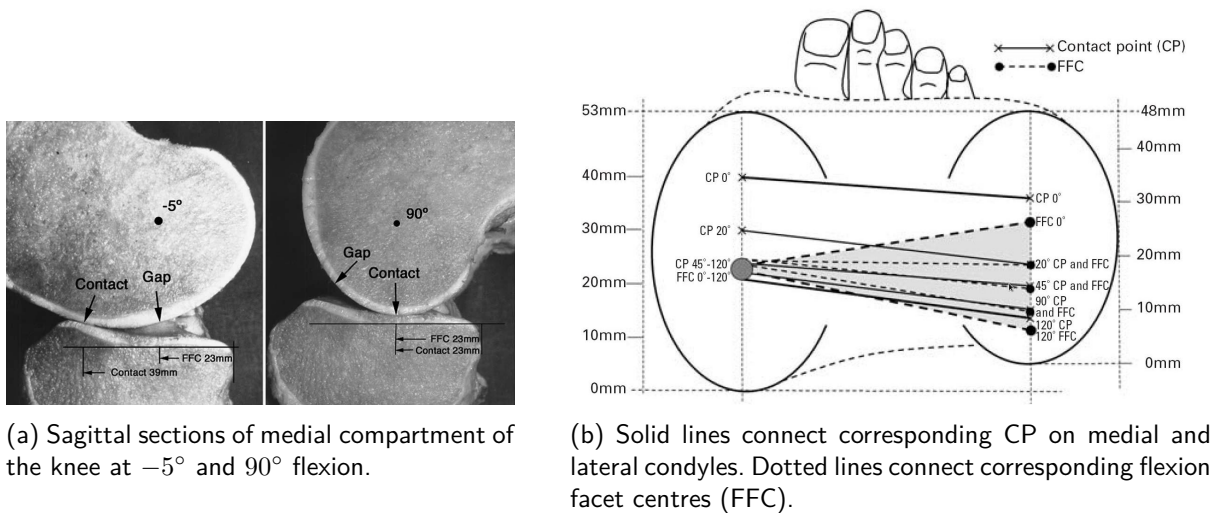 -5º
Gap
Contact
FFC 23mm
Contact 39mm
90º
Gap
Contact
FFC 23mm
Contact 23mm
(a) Sagittal sections of medial compartment of
the knee at −5° and 90° flexion.
Contact point (CP)
FFC
53mm
40mm
30mm
20mm
10mm
0mm
CP 0°
CP 20°
CP 45°-120°
FFC 0°-120
CP 0°
FFC 0°
20° CP and FFC
45° CP and FFC
90° CP
and FFC
120° CP
120° FFC
48mm
40mm
30mm
20mm
10mm
0mm
(b) Solid lines connect corresponding CP on medial and
lateral condyles. Dotted lines connect corresponding flexion
facet centres (FFC).